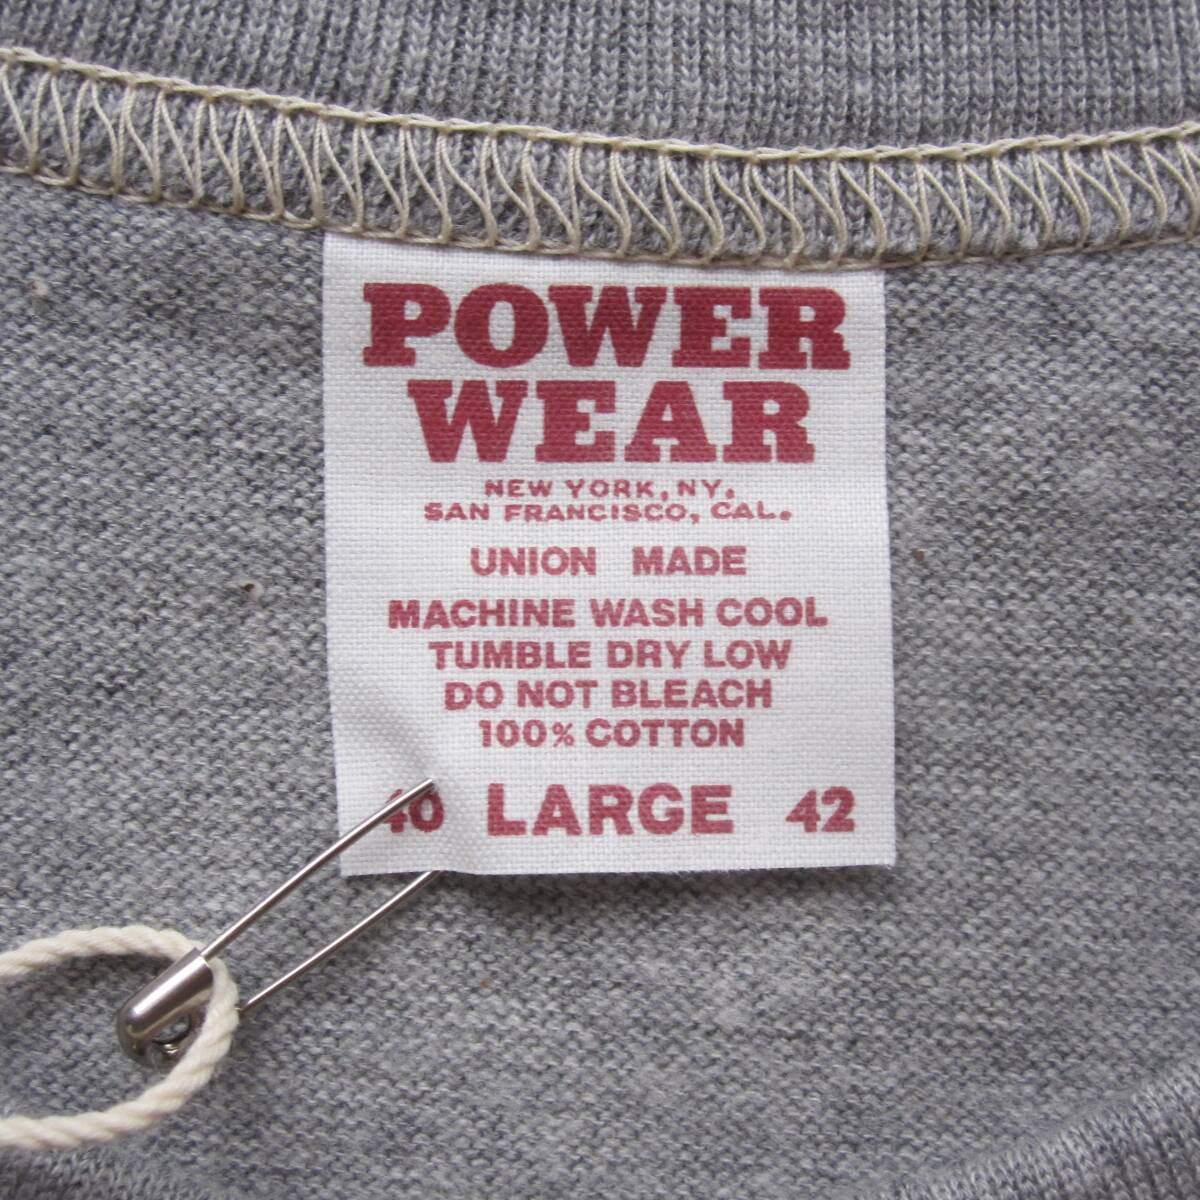 POWER
WEAR
NEW YORK, NY.
SAN FRANCISCO, CAL.
UNION MADE
MACHINE WASH COOL
TUMBLE DRY LOW
DO NOT BLEACH
100% COTTON
40 LARGE 42